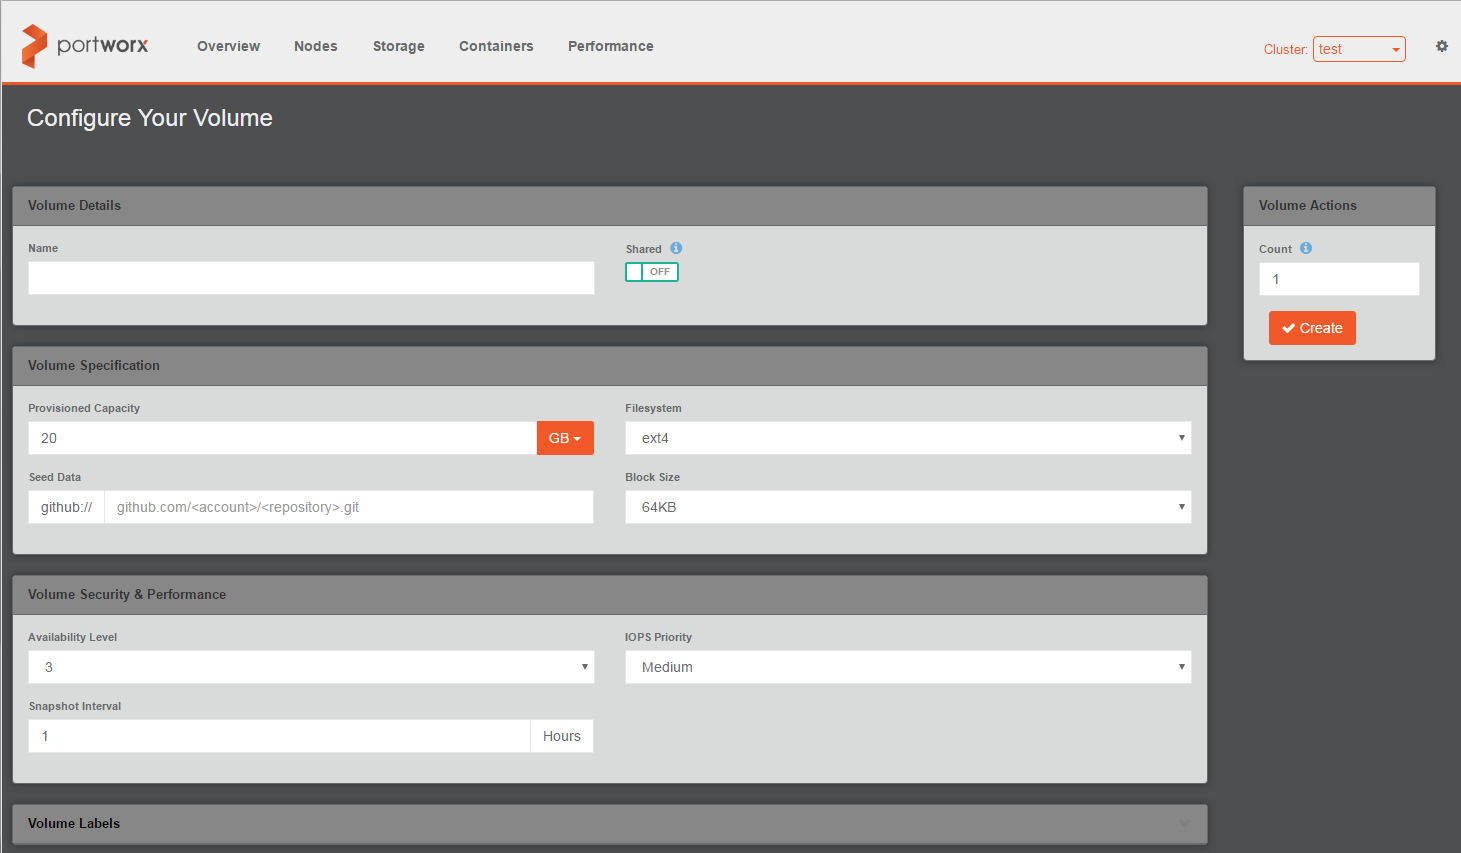 portworx Overview Nodes Storage Containers Performance Cluster: test
Configure Your Volume
Volume Details
Name
Shared
OFF
Volume Actions
Count
1
Create
Volume Specification
Provisioned Capacity
20 GB
Filesystem
ext4
Seed Data
github:// github.com/<account>/<repository>.git
Block Size
64KB
Volume Security & Performance
Availability Level
3
IOPS Priority
Medium
Snapshot Interval
1 Hours
Volume Labels